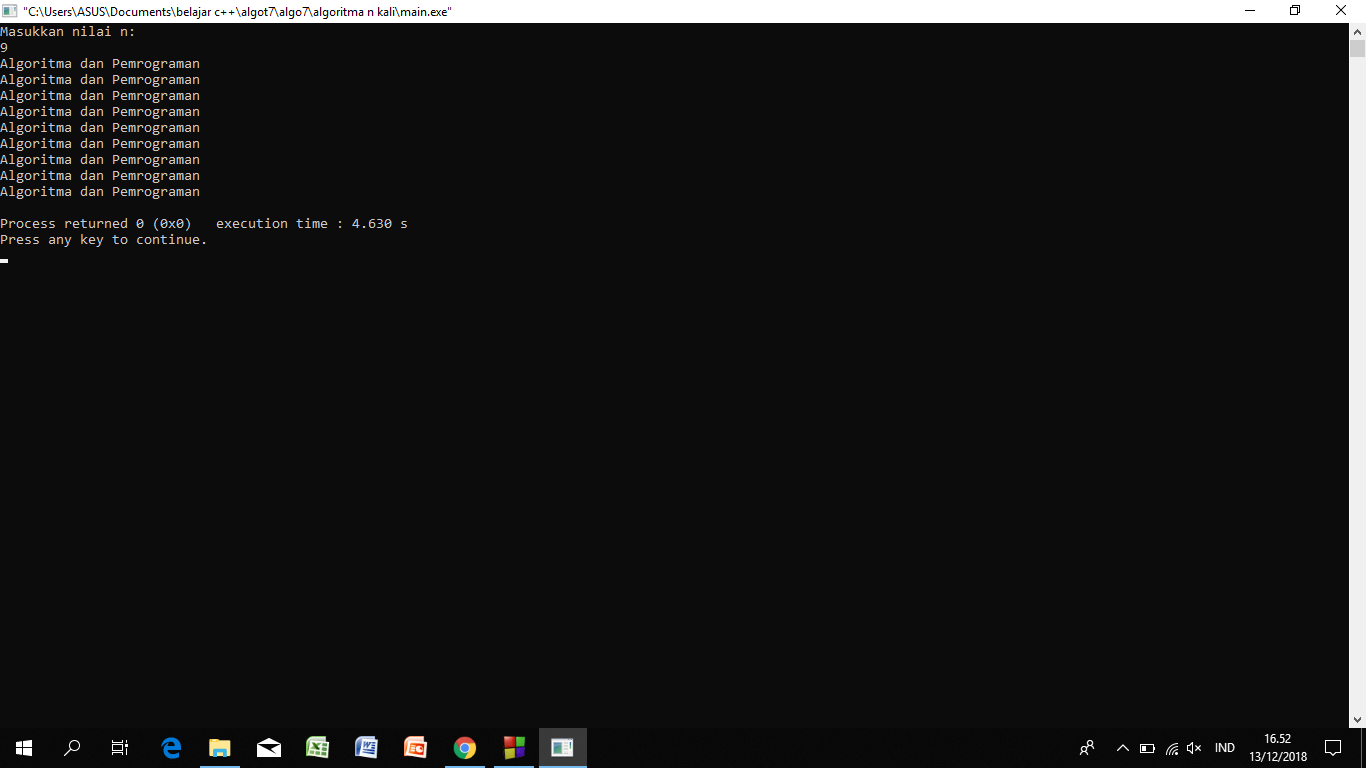 "C:\Users\ASUS\Documents\belajar c++\algot7\algo7\algoritma n kali\main.exe"
Masukkan nilai n:
9
Algoritma dan Pemrograman
Algoritma dan Pemrograman
Algoritma dan Pemrograman
Algoritma dan Pemrograman
Algoritma dan Pemrograman
Algoritma dan Pemrograman
Algoritma dan Pemrograman
Algoritma dan Pemrograman
Algoritma dan Pemrograman
Process returned 0 (0x0)   execution time : 4.630 s
Press any key to continue.
IND
16.52
13/12/2018